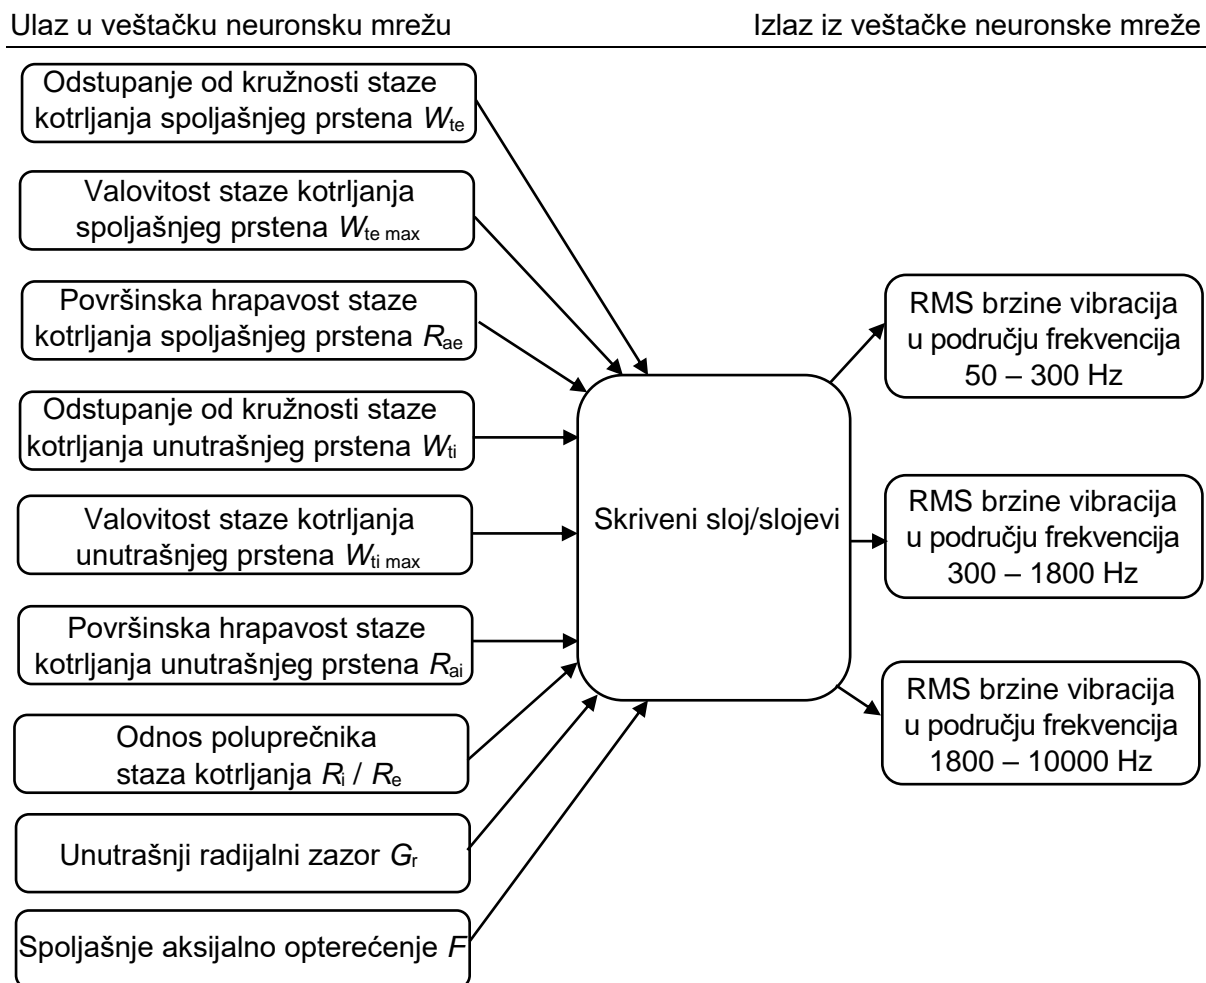 Ulaz u veštačku neuronsku mrežu
Izlaz iz veštačke neuronske mreže
Odstupanje od kružnosti staze
kotrljanja spoljašnjeg prstena Wte
Valovitost staze kotrljanja
spoljašnjeg prstena Wte max
Površinska hrapavost staze
kotrljanja spoljašnjeg prstena Rae
Odstupanje od kružnosti staze
kotrljanja unutrašnjeg prstena Wti
Valovitost staze kotrljanja
unutrašnjeg prstena Wti max
Površinska hrapavost staze
kotrljanja unutrašnjeg prstena Rai
Odnos poluprečnika
staza kotrljanja Ri / Re
Unutrašnji radijalni zazor Gr
Spoljašnje aksijalno opterećenje F
Skriveni sloj/slojevi
RMS brzine vibracija
u području frekvencija
50 – 300 Hz
RMS brzine vibracija
u području frekvencija
300 – 1800 Hz
RMS brzine vibracija
u području frekvencija
1800 – 10000 Hz